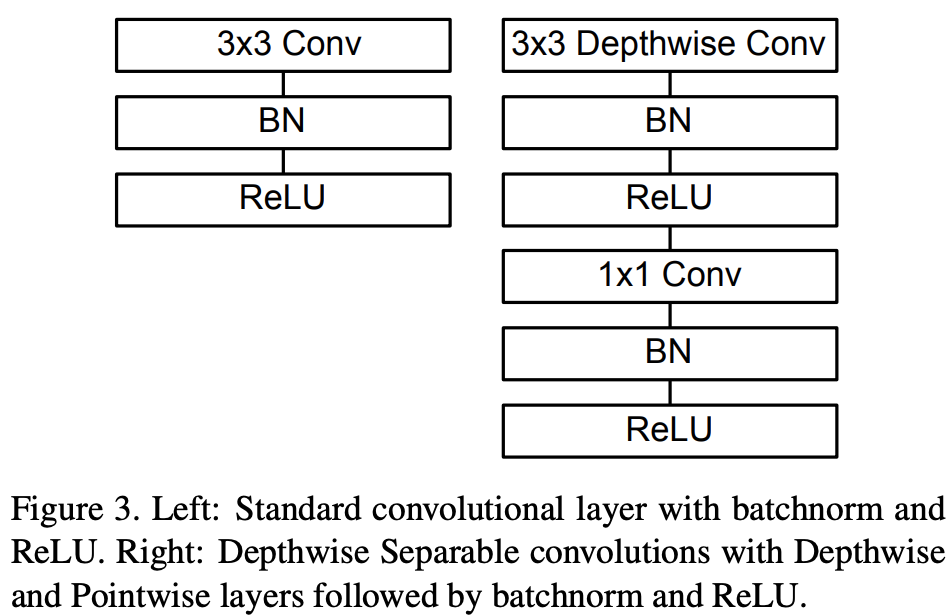 3x3 Conv
BN
ReLU
3x3 Depthwise Conv
BN
ReLU
1x1 Conv
BN
ReLU
Figure 3. Left: Standard convolutional layer with batchnorm and
ReLU. Right: Depthwise Separable convolutions with Depthwise
and Pointwise layers followed by batchnorm and ReLU.